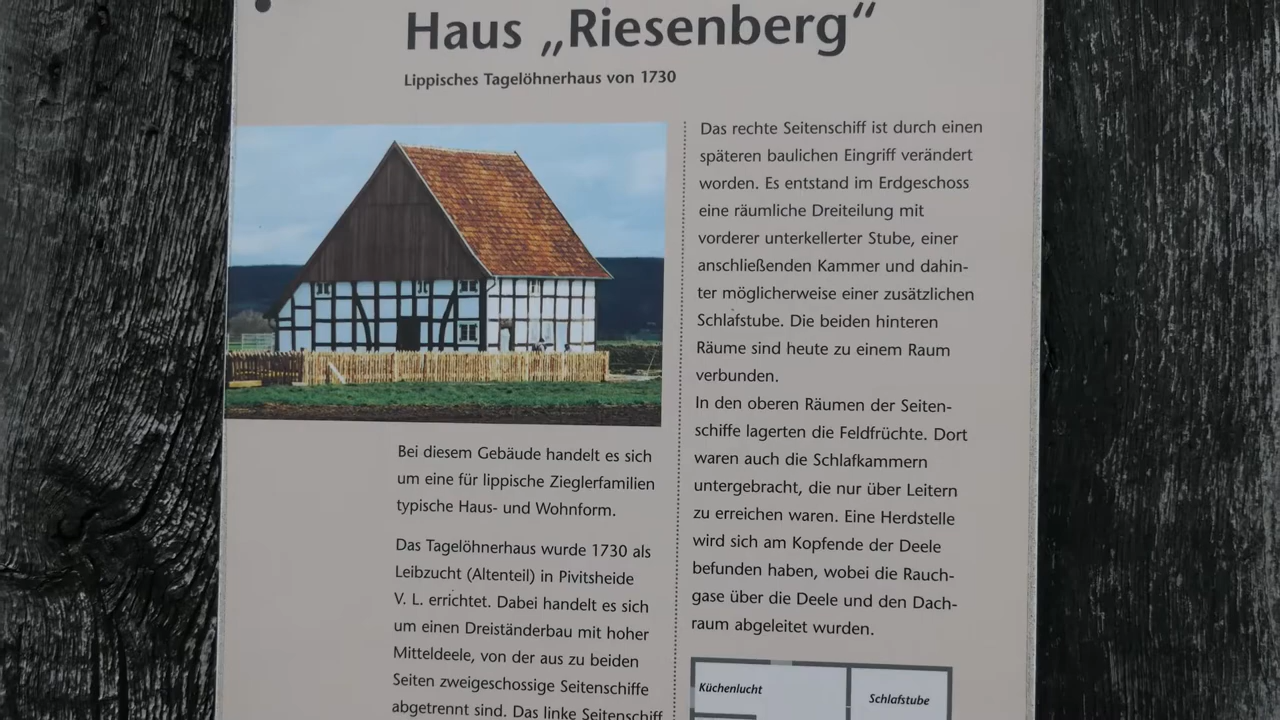 Haus „Riesenberg“
Lippisches Tagelöhnerhaus von 1730
Bei diesem Gebäude handelt es sich
um eine für lippische Zieglerfamilien
typische Haus- und Wohnform.
Das Tagelöhnerhaus wurde 1730 als
Leibzucht (Altenteil) in Pivitsheide
V. L. errichtet. Dabei handelt es sich
um einen Dreiständerbau mit hoher
Mitteldeele, von der aus zu beiden
Seiten zweigeschossige Seitenschiffe
abgetrennt sind. Das linke Seitenschiff
Das rechte Seitenschiff ist durch einen
späteren baulichen Eingriff verändert
worden. Es entstand im Erdgeschoss
eine räumliche Dreiteilung mit
vorderer unterkellerter Stube, einer
anschließenden Kammer und dahin-
ter möglicherweise einer zusätzlichen
Schlafstube. Die beiden hinteren
Räume sind heute zu einem Raum
verbunden.
In den oberen Räumen der Seiten-
schiffe lagerten die Feldfrüchte. Dort
waren auch die Schlafkammern
untergebracht, die nur über Leitern
zu erreichen waren. Eine Herdstelle
wird sich am Kopfende der Deele
befunden haben, wobei die Rauch-
gase über die Deele und den Dach-
raum abgeleitet wurden.
Küchenlucht
Schlafstube